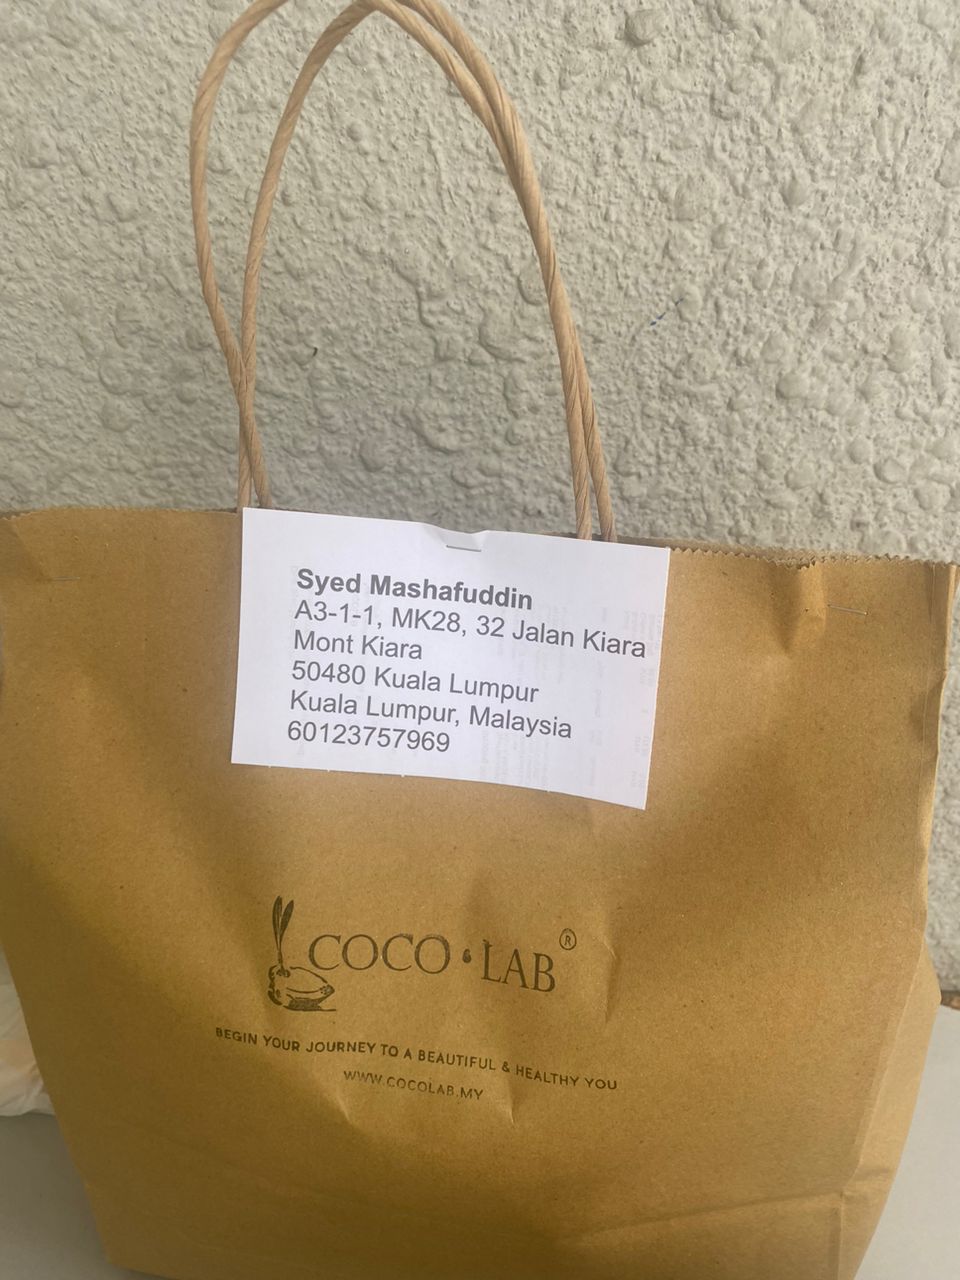 Syed Mashafuddin
A3-1-1, MK28, 32 Jalan Kiara
Mont Kiara
50480 Kuala Lumpur
Kuala Lumpur, Malaysia
60123757969
COCO LAB®
BEGIN YOUR JOURNEY TO A BEAUTIFUL & HEALTHY YOU
WWW.COCOLAB.MY